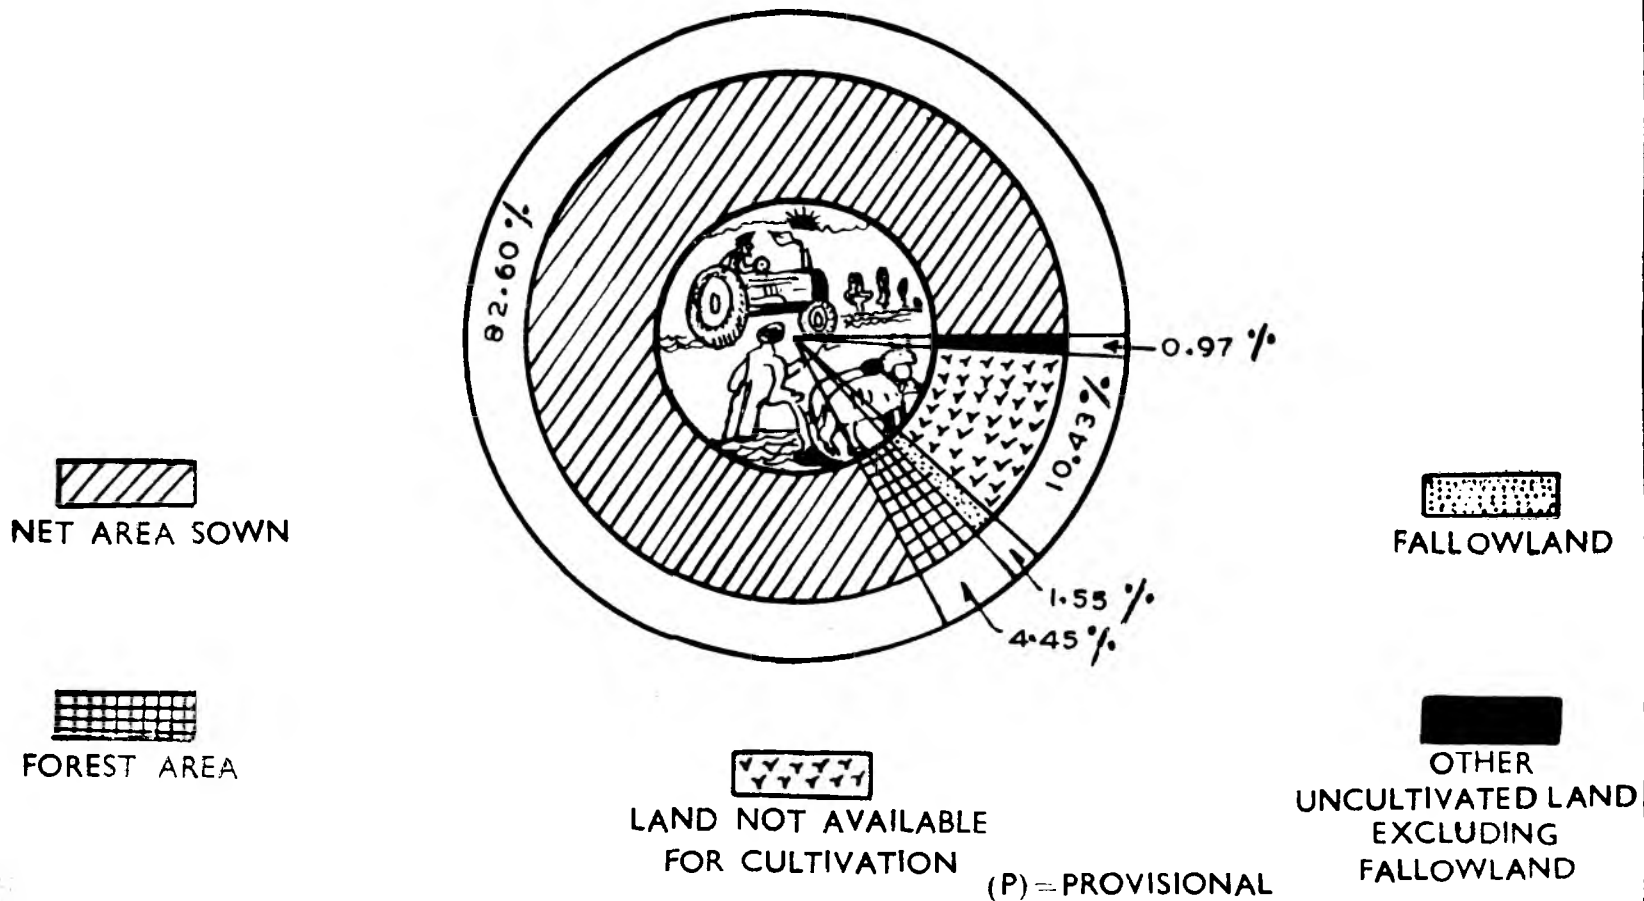 82.60 %
0.97 %
10.43 %
1.55 %
4.45 %
NET AREA SOWN
FALLOWLAND
FOREST AREA
LAND NOT AVAILABLE
FOR CULTIVATION
OTHER
UNCULTIVATED LAND
EXCLUDING
FALLOWLAND
(P) = PROVISIONAL